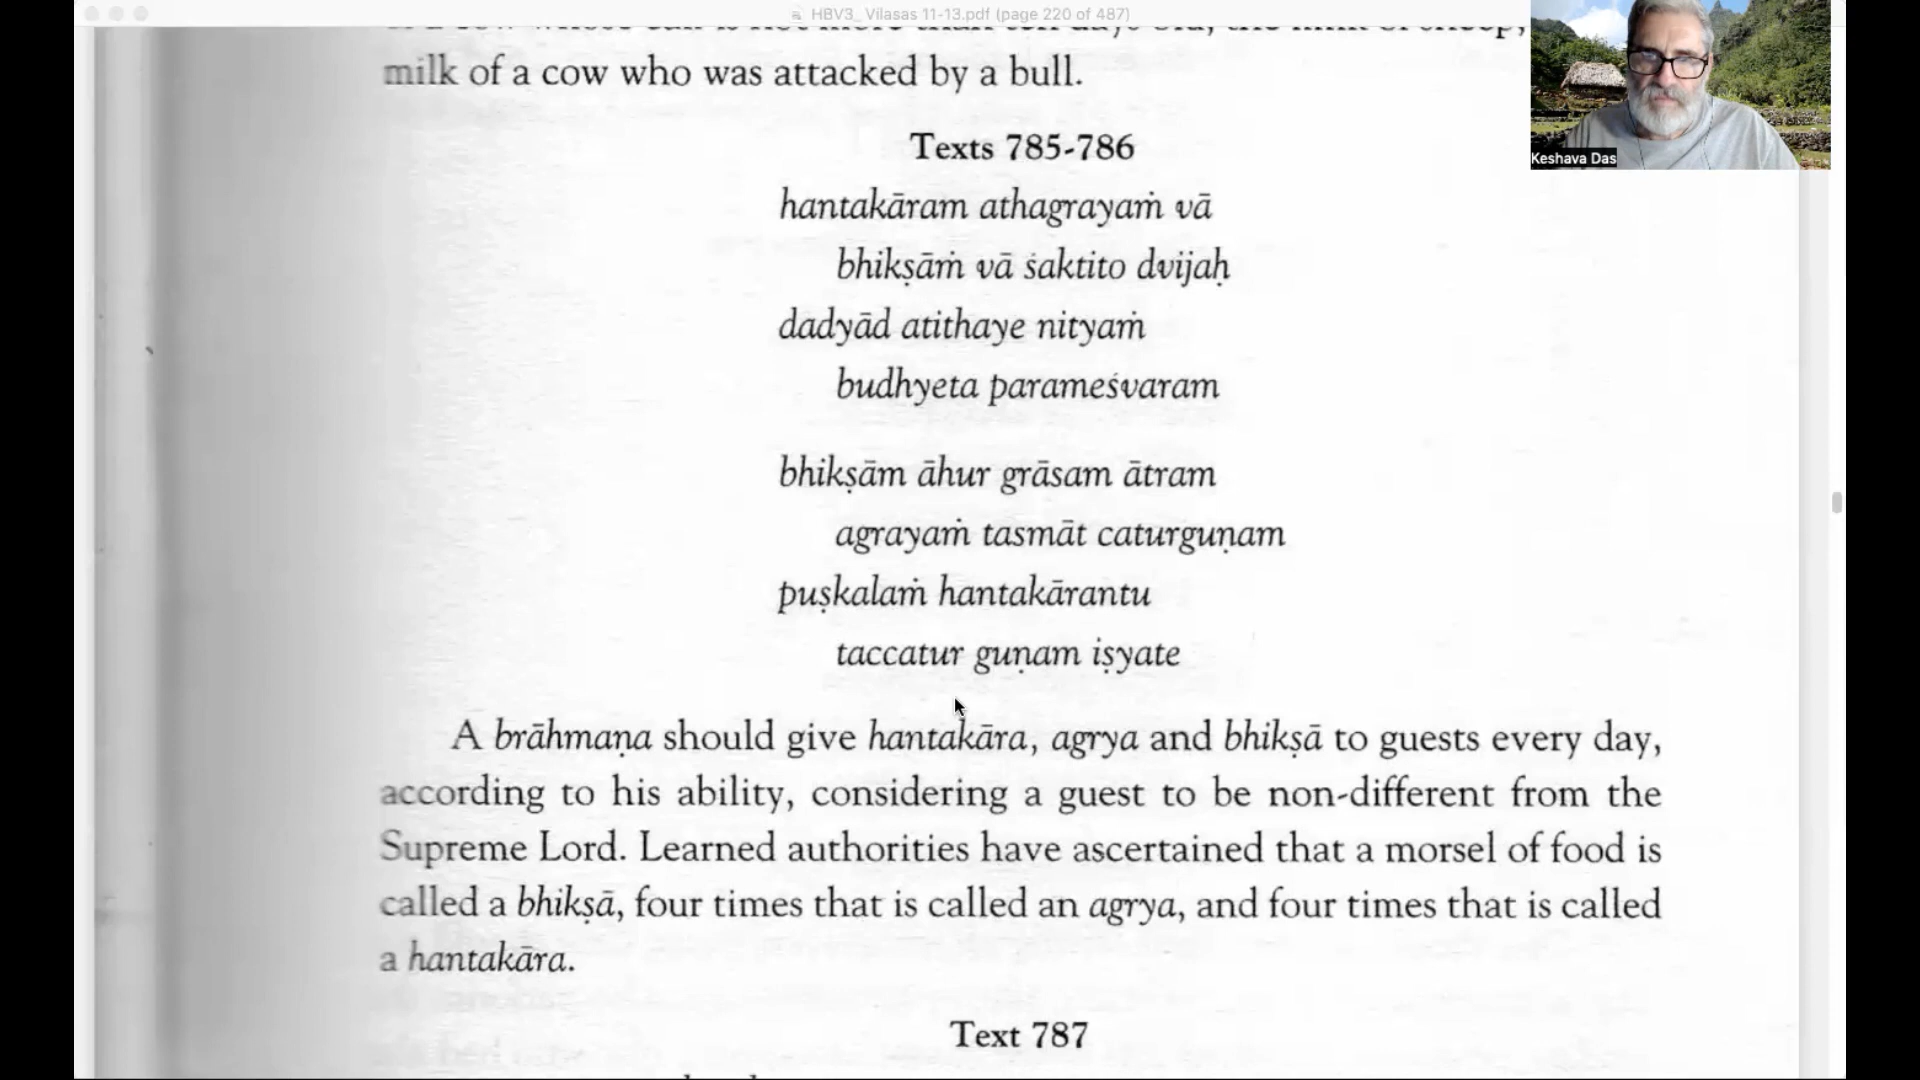 HBV3_ Vilasas 11-13.pdf (page 220 of 487)
milk of a cow who was attacked by a bull.
Keshava Das
Texts 785-786
hantakāram athagrayaṁ vā
bhikṣāṁ vā śaktito dvijaḥ
dadyād atithaye nityaṁ
budhyeta parameśvaram
bhikṣām āhur grāsam ātram
agrayaṁ tasmāt caturguṇam
puṣkalaṁ hantakārantu
taccatur guṇam iṣyate
A brāhmaṇa should give hantakāra, agrya and bhikṣā to guests every day,
according to his ability, considering a guest to be non-different from the
Supreme Lord. Learned authorities have ascertained that a morsel of food is
called a bhikṣā, four times that is called an agrya, and four times that is called
a hantakāra.
Text 787